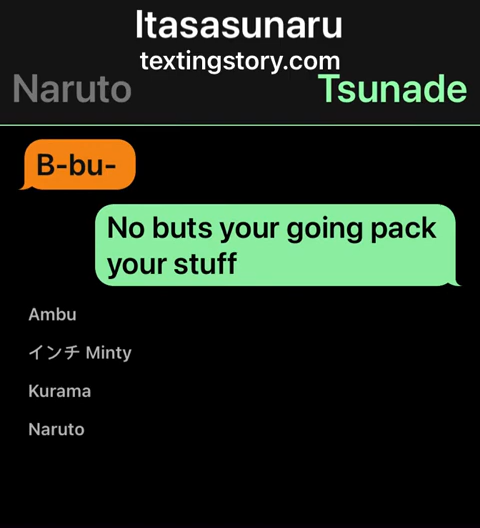 Itasasunaru
textingstory.com
Naruto Tsunade
B-bu-
No buts your going pack
your stuff
Ambu
インチ Minty
Kurama
Naruto